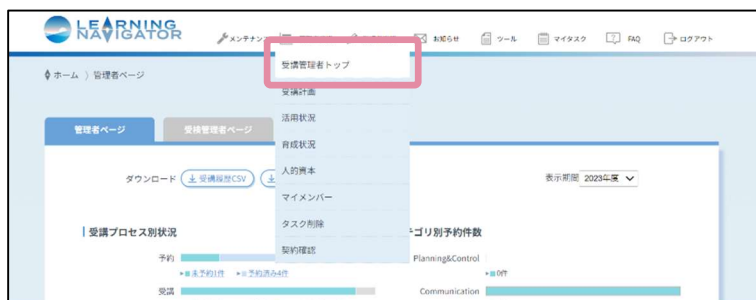 LEARNING
NAVIGATOR
メンテナンス
お知らせ
ツール
マイタスク
FAQ
ログアウト
ホーム 〉管理者ページ
受講管理者トップ
受講計画
活用状況
育成状況
人的資本
マイメンバー
タスク削除
契約確認
管理者ページ
受検管理者ページ
ダウンロード
受講履歴CSV
表示期間 2023年度
受講プロセス別状況
テゴリ別予約件数
予約
▸未予約1件 ▸予約済み4件
受講
Planning&Control
▸0件
Communication